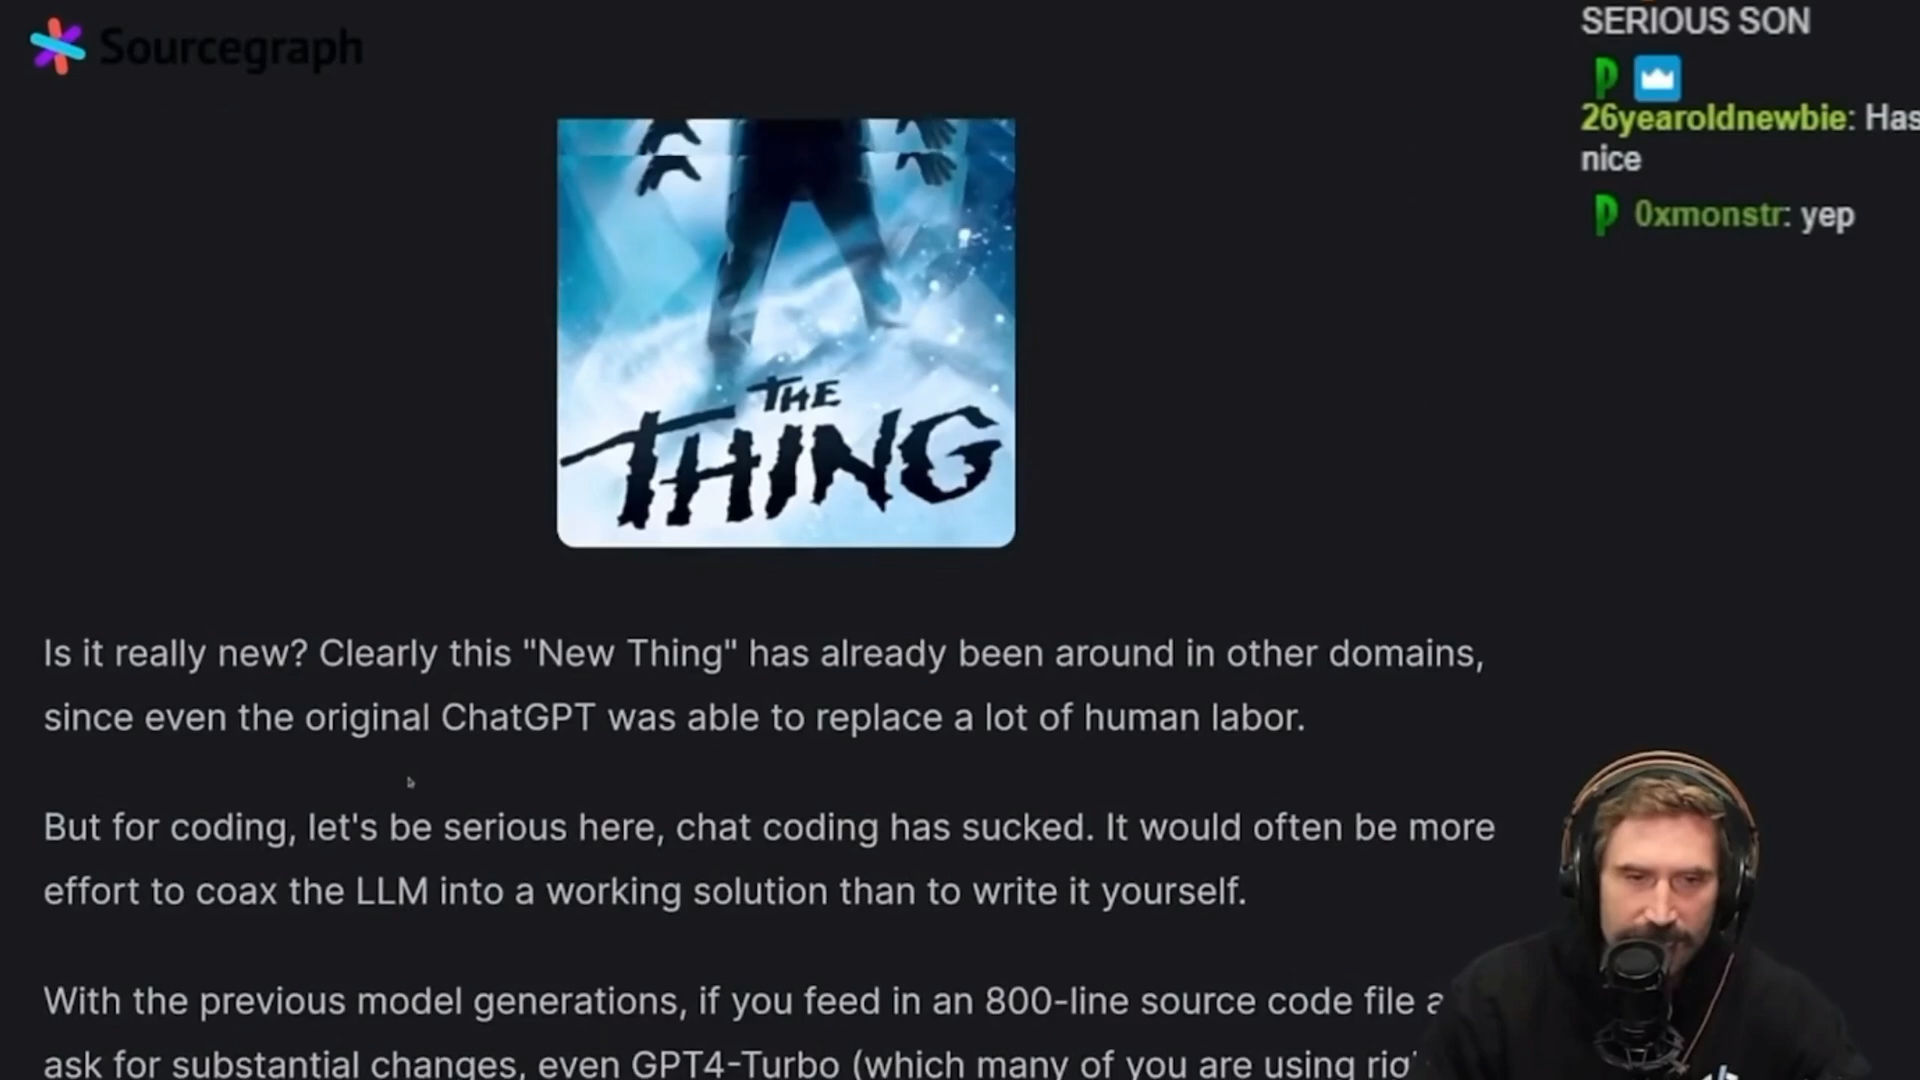 Sourcegraph
SERIOUS SON
26yearoldnewbie: Has
nice
0xmonstr: yep
THE
THING
Is it really new? Clearly this "New Thing" has already been around in other domains,
since even the original ChatGPT was able to replace a lot of human labor.
But for coding, let's be serious here, chat coding has sucked. It would often be more
effort to coax the LLM into a working solution than to write it yourself.
With the previous model generations, if you feed in an 800-line source code file
ask for substantial changes, even GPT4-Turbo (which many of you are using